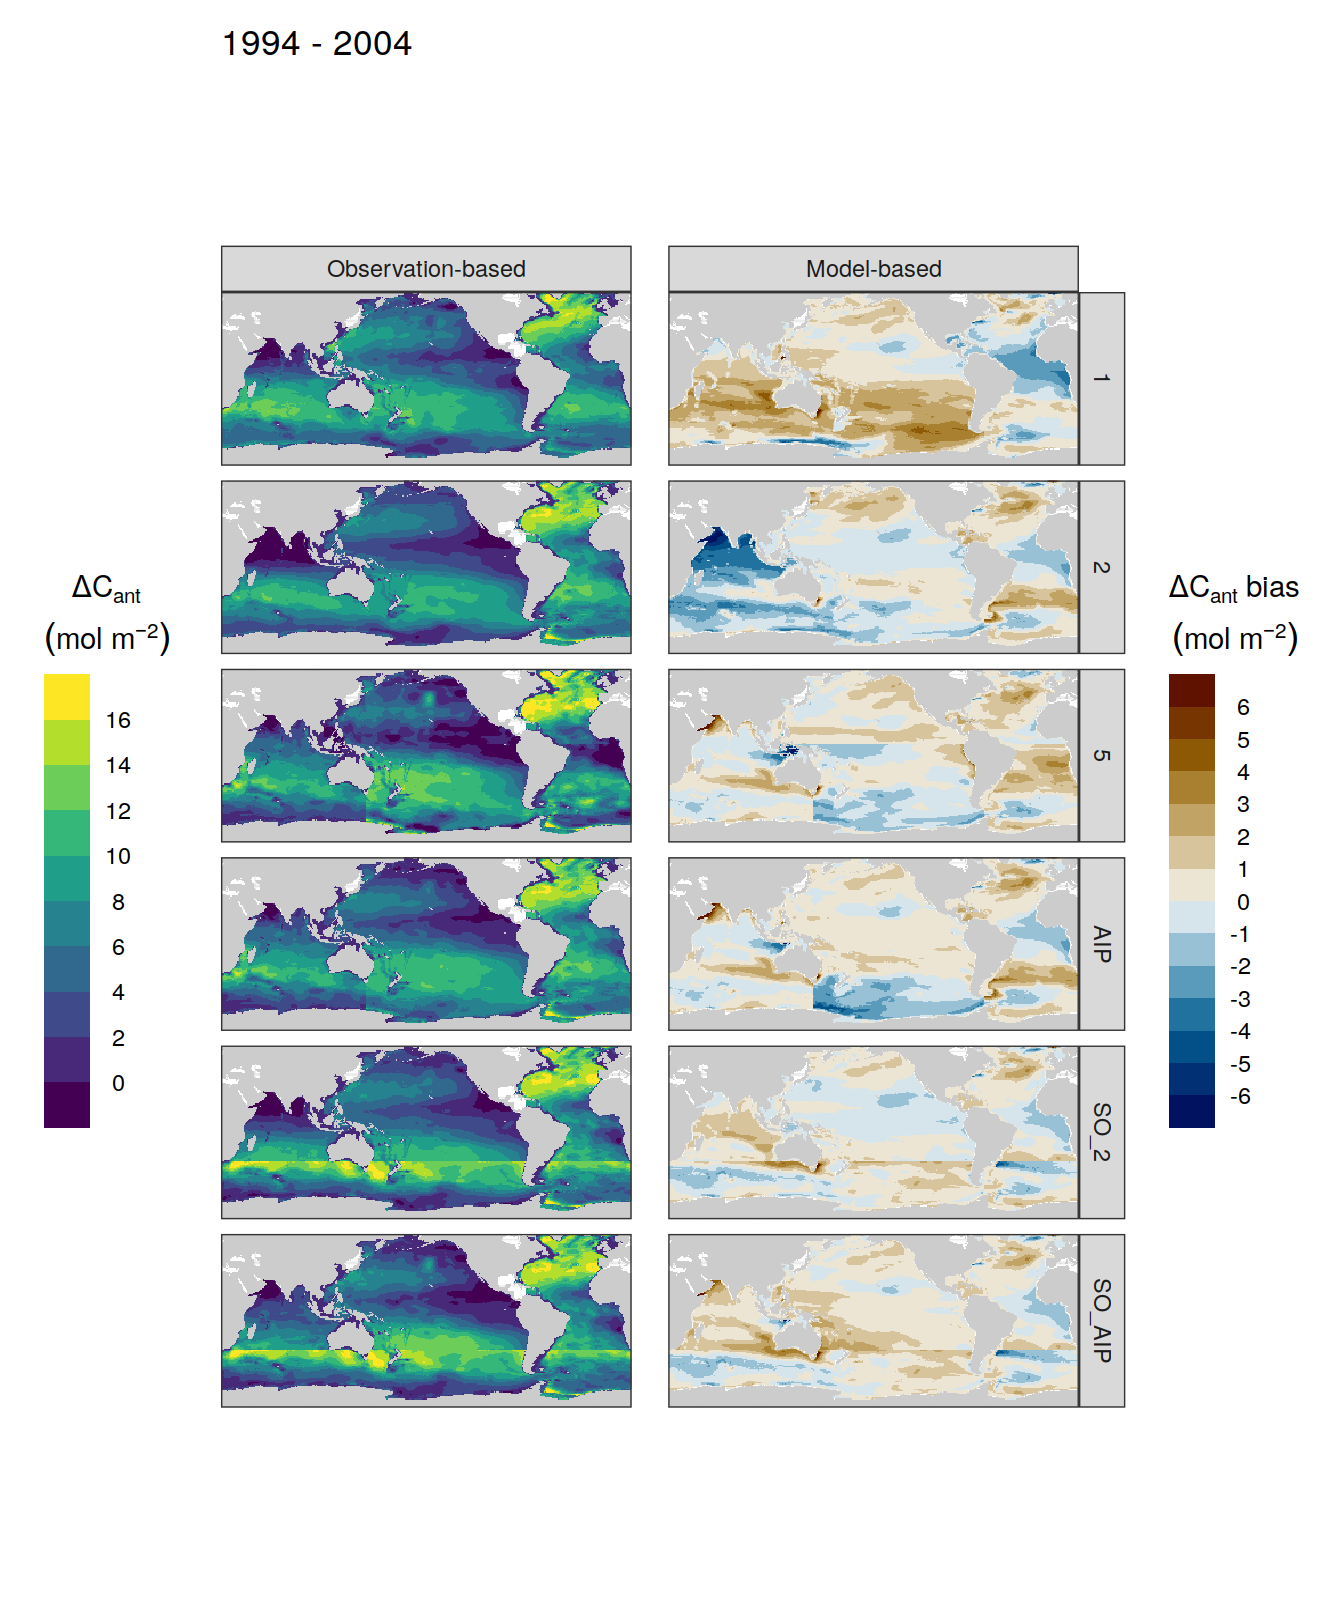 1994 - 2004
Observation-based
Model-based
1
2
5
AIP
SO_2
SO_AIP
ΔCant
(mol m−2)
16
14
12
10
8
6
4
2
0
ΔCant bias
(mol m−2)
6
5
4
3
2
1
0
-1
-2
-3
-4
-5
-6